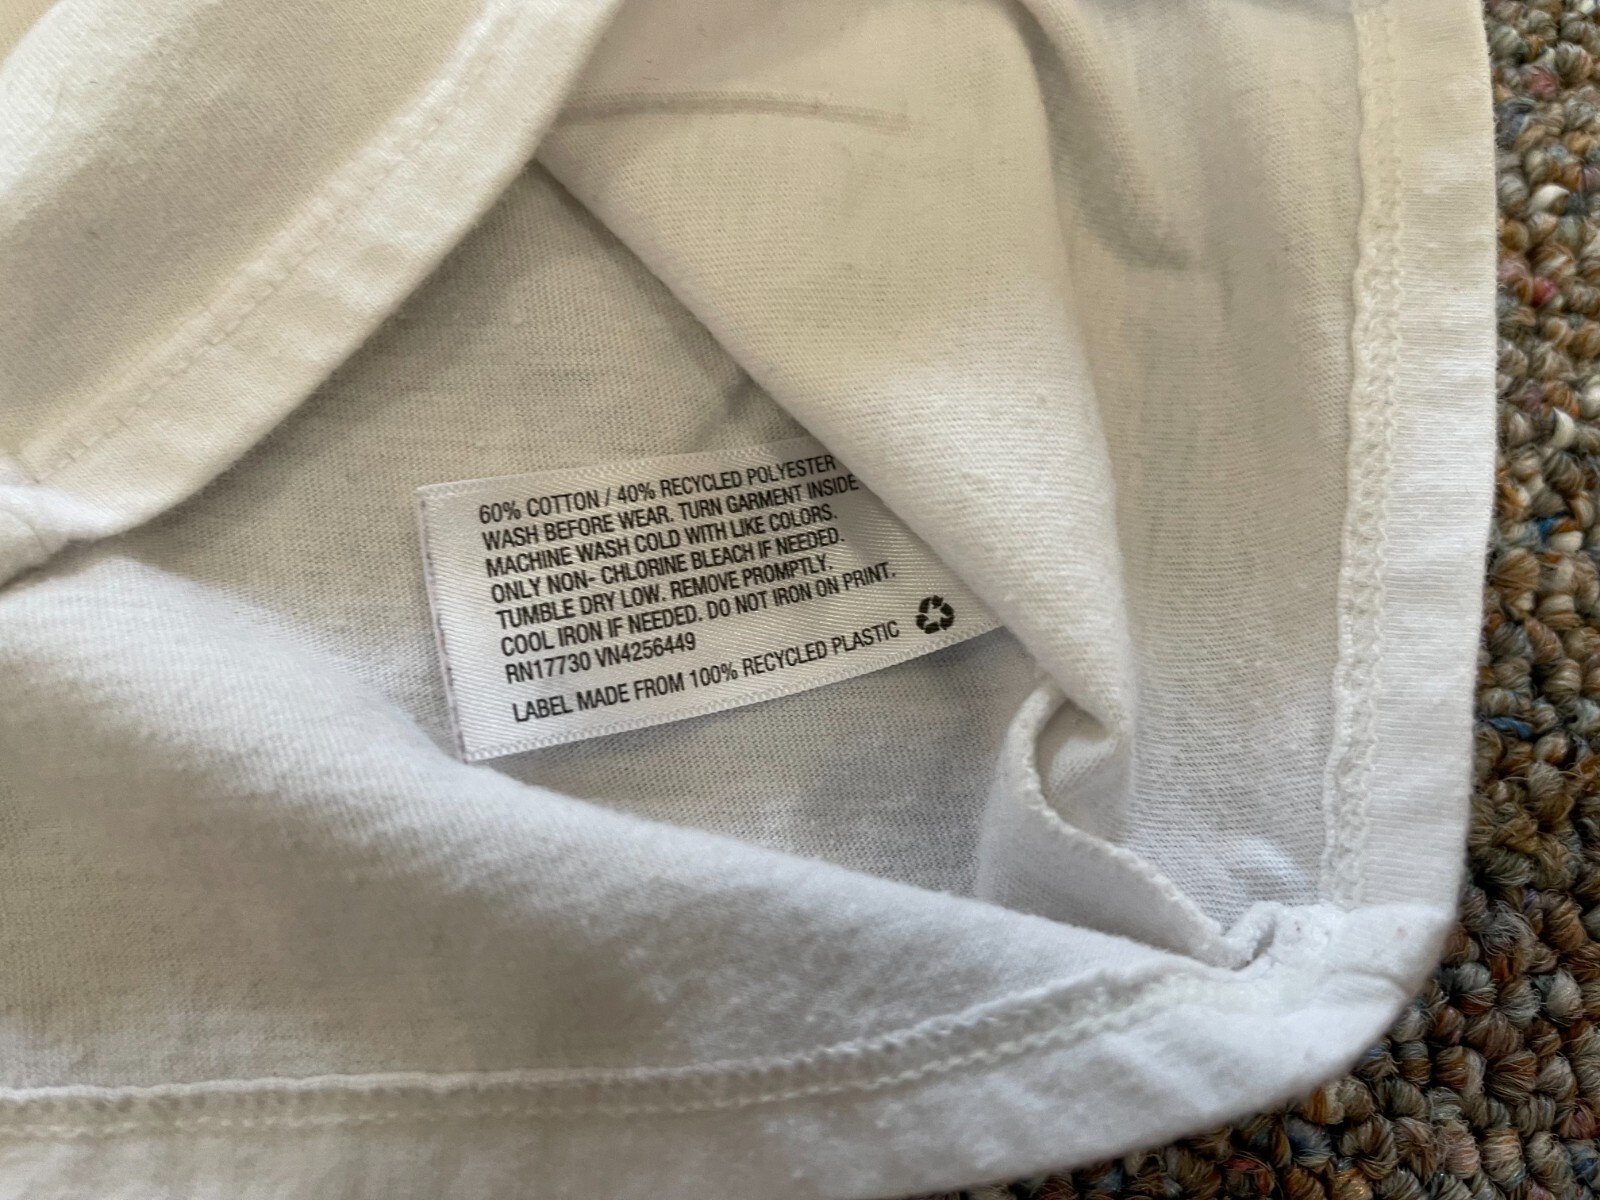 60% COTTON / 40% RECYCLED POLYESTER
WASH BEFORE WEAR. TURN GARMENT INSIDE
MACHINE WASH COLD WITH LIKE COLORS.
ONLY NON- CHLORINE BLEACH IF NEEDED.
TUMBLE DRY LOW. REMOVE PROMPTLY.
COOL IRON IF NEEDED. DO NOT IRON ON PRINT.
RN17730 VN4256449
LABEL MADE FROM 100% RECYCLED PLASTIC